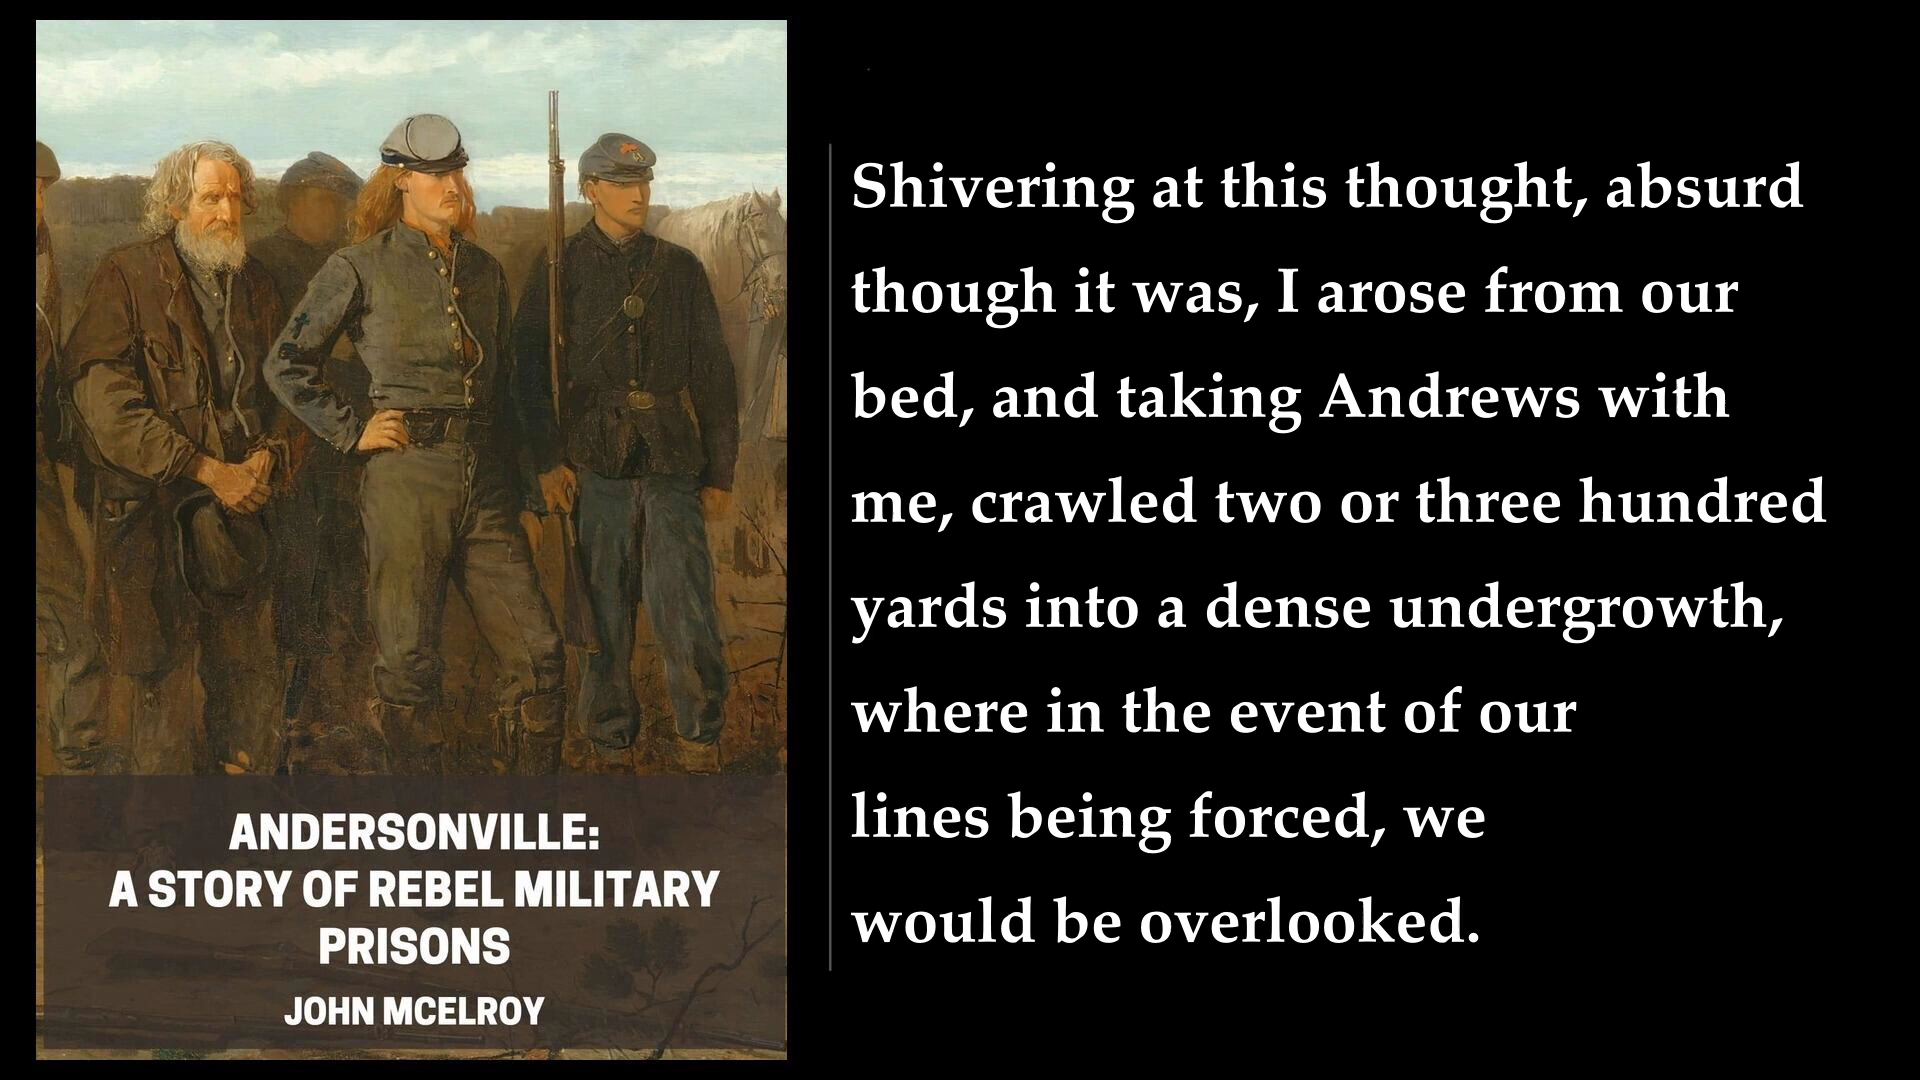 ANDERSONVILLE:
A STORY OF REBEL MILITARY
PRISONS
JOHN MCELROY
Shivering at this thought, absurd
though it was, I arose from our
bed, and taking Andrews with
me, crawled two or three hundred
yards into a dense undergrowth,
where in the event of our
lines being forced, we
would be overlooked.